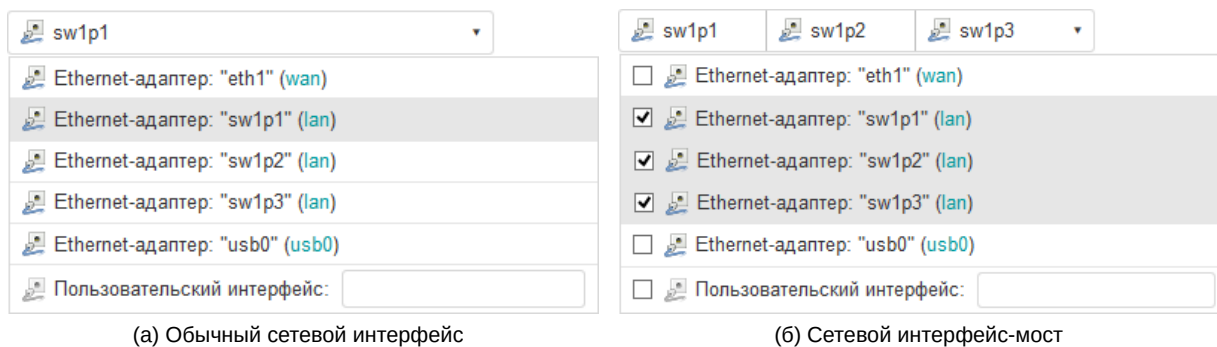 sw1p1
Ethernet-адаптер: "eth1" (wan)
Ethernet-адаптер: "sw1p1" (lan)
Ethernet-адаптер: "sw1p2" (lan)
Ethernet-адаптер: "sw1p3" (lan)
Ethernet-адаптер: "usb0" (usb0)
Пользовательский интерфейс:
(а) Обычный сетевой интерфейс
sw1p1 sw1p2 sw1p3
Ethernet-адаптер: "eth1" (wan)
Ethernet-адаптер: "sw1p1" (lan)
Ethernet-адаптер: "sw1p2" (lan)
Ethernet-адаптер: "sw1p3" (lan)
Ethernet-адаптер: "usb0" (usb0)
Пользовательский интерфейс:
(б) Сетевой интерфейс-мост